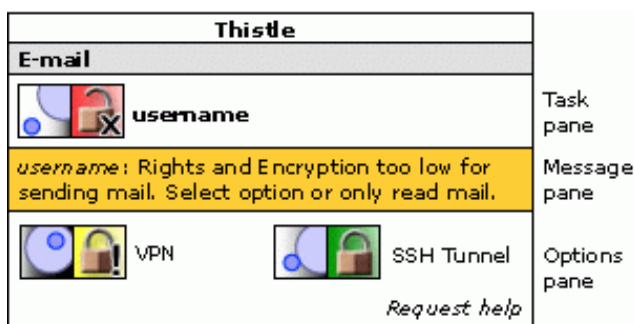 Thistle
E-mail
username
Task
pane
username: Rights and Encryption too low for
sending mail. Select option or only read mail.
Message
pane
VPN
SSH Tunnel
Options
pane
Request help